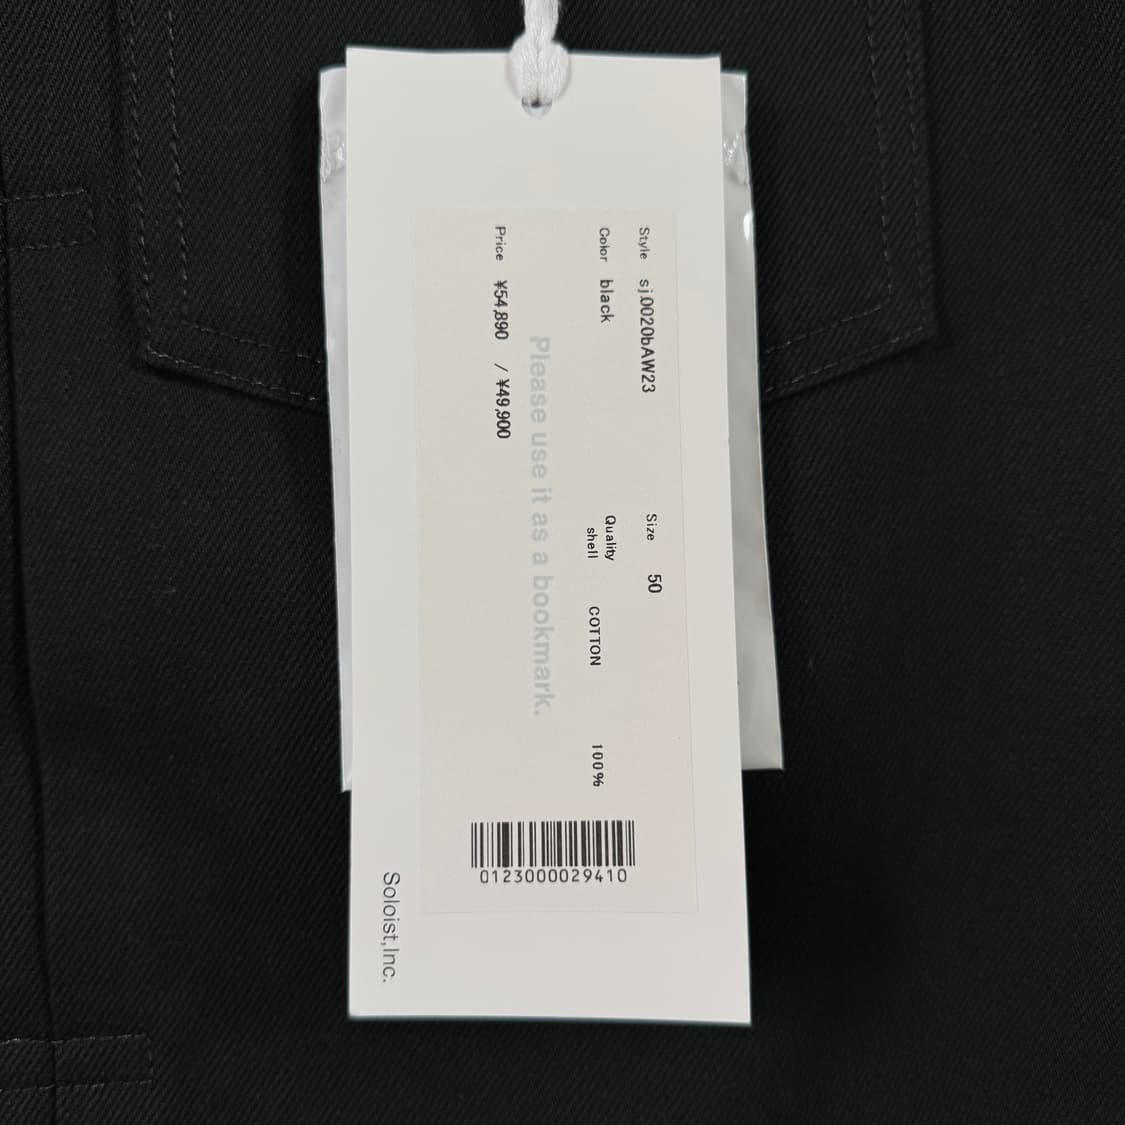 Style sj.0020bAW23 Size 50
Color black Quality
shell COTTON 100%
Please use it as a bookmark.
Price ¥54,890 / ¥49,900
0123000029410
Soloist,Inc.